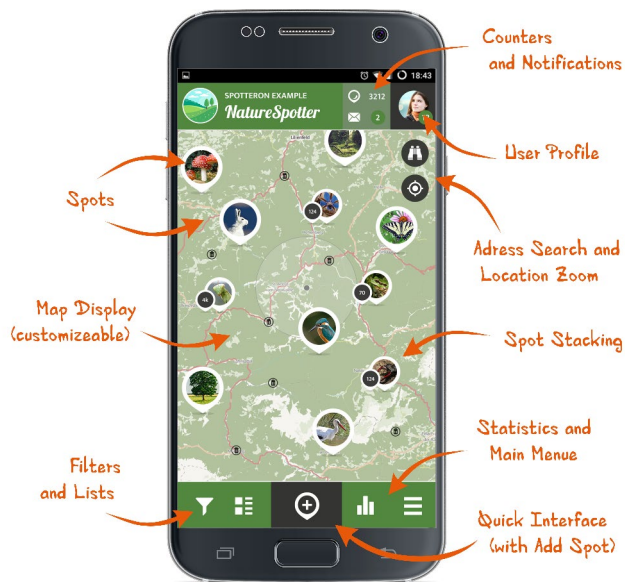 Counters
and Notifications
18:43
SPOTTERON EXAMPLE
NatureSpotter
3212
2
User Profile
Spots
124
Adress Search and
Location Zoom
4k
70
Map Display
(customizeable)
Spot Stacking
124
Statistics and
Main Menue
Filters
and Lists
Quick Interface
(with Add Spot)